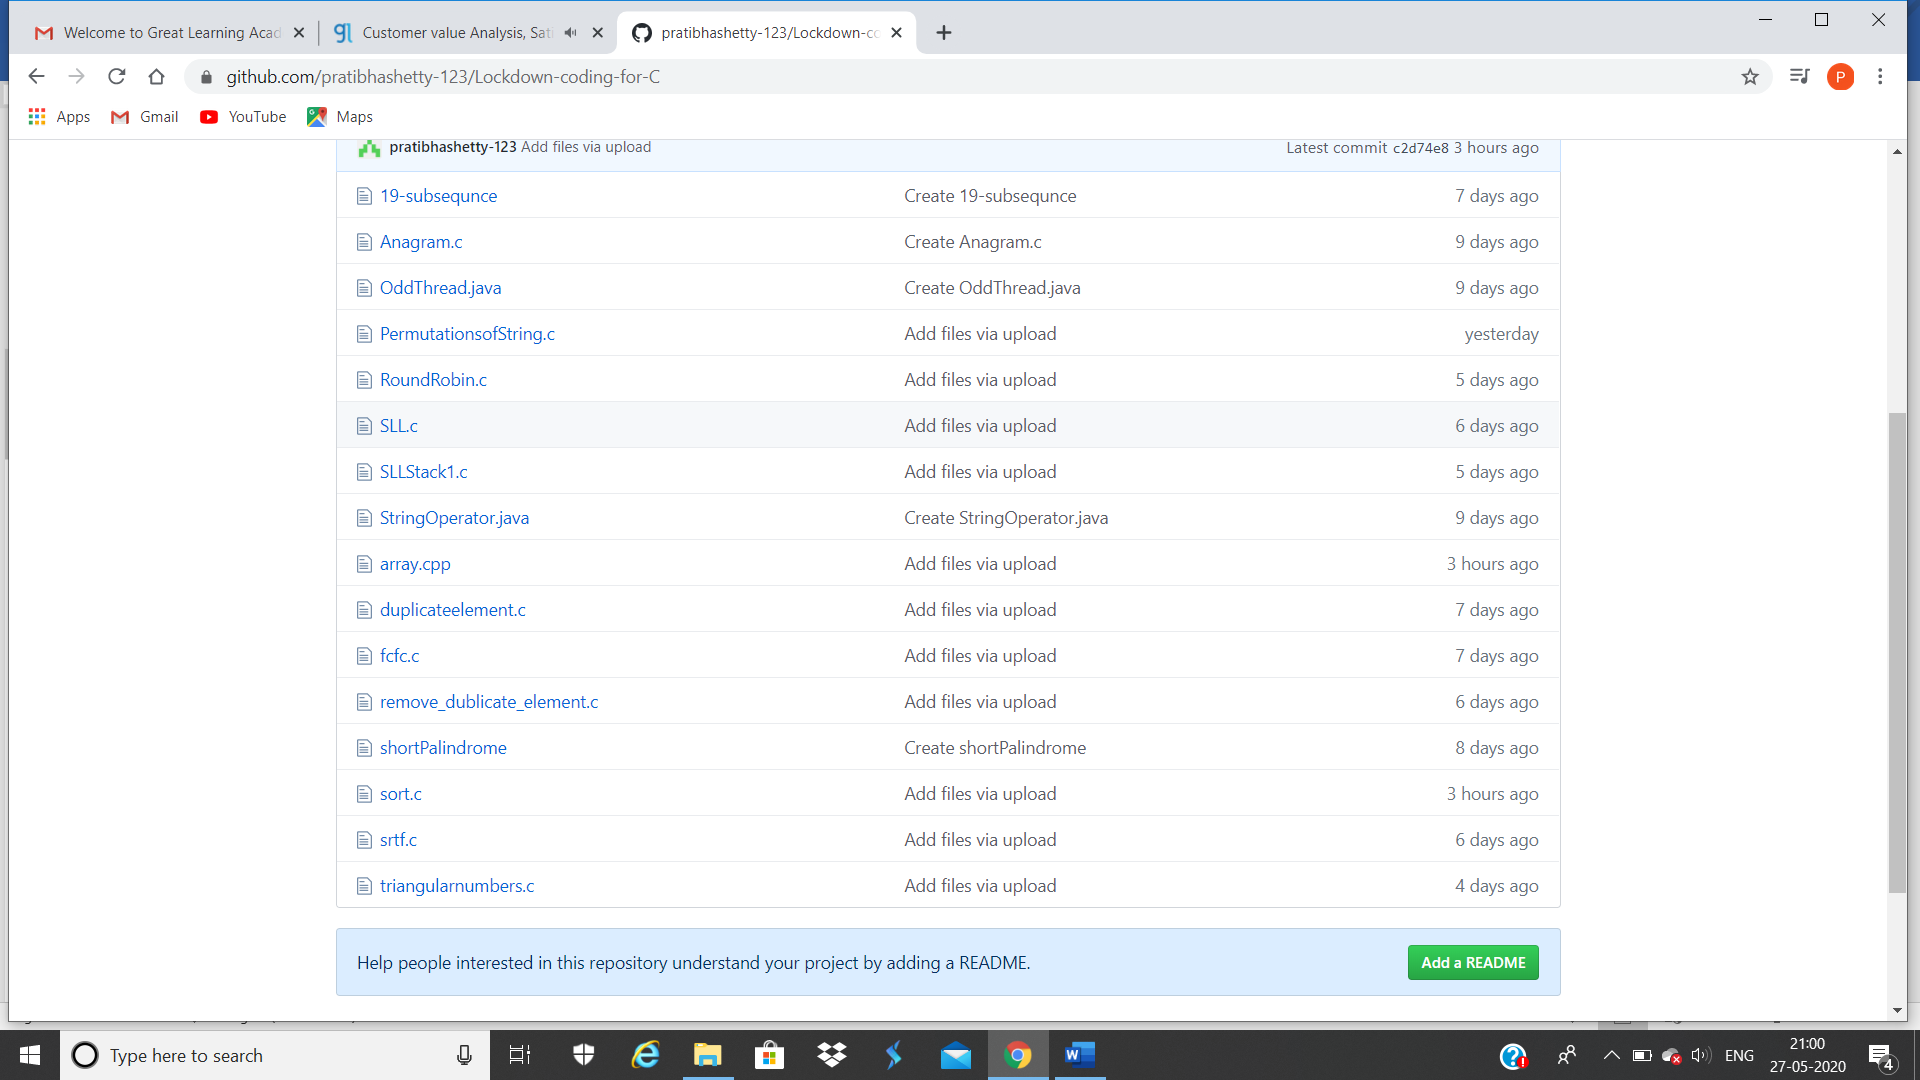 Welcome to Great Learning Acad
gl Customer value Analysis, Sati
pratibhashetty-123/Lockdown-co
github.com/pratibhashetty-123/Lockdown-coding-for-C
P
Apps Gmail YouTube Maps
pratibhashetty-123 Add files via upload Latest commit c2d74e8 3 hours ago
19-subsequnce Create 19-subsequnce 7 days ago
Anagram.c Create Anagram.c 9 days ago
OddThread.java Create OddThread.java 9 days ago
PermutationsofString.c Add files via upload yesterday
RoundRobin.c Add files via upload 5 days ago
SLL.c Add files via upload 6 days ago
SLLStack1.c Add files via upload 5 days ago
StringOperator.java Create StringOperator.java 9 days ago
array.cpp Add files via upload 3 hours ago
duplicateelement.c Add files via upload 7 days ago
fcfc.c Add files via upload 7 days ago
remove_dublicate_element.c Add files via upload 6 days ago
shortPalindrome Create shortPalindrome 8 days ago
sort.c Add files via upload 3 hours ago
srtf.c Add files via upload 6 days ago
triangularnumbers.c Add files via upload 4 days ago
Help people interested in this repository understand your project by adding a README. Add a README
Type here to search
ENG
21:00
27-05-2020
4